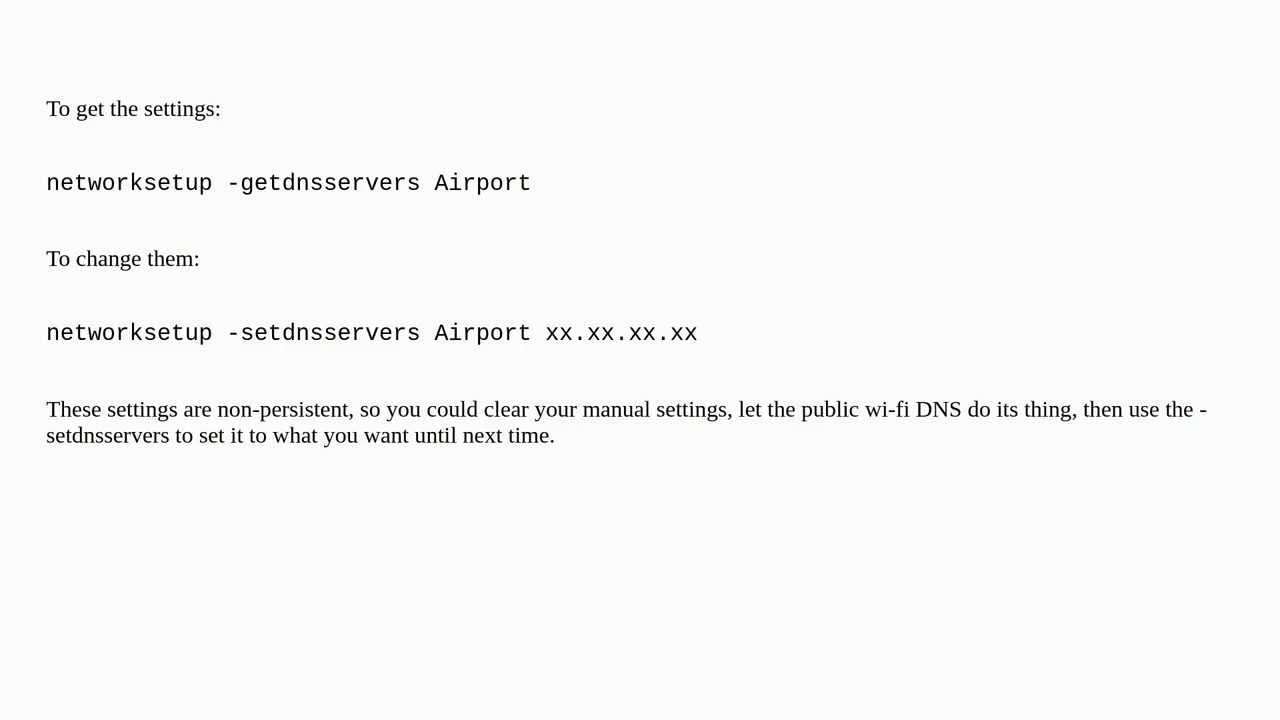 To get the settings:
networksetup -getdnsservers Airport
To change them:
networksetup -setdnsservers Airport xx.xx.xx.xx
These settings are non-persistent, so you could clear your manual settings, let the public wi-fi DNS do its thing, then use the -
setdnsservers to set it to what you want until next time.